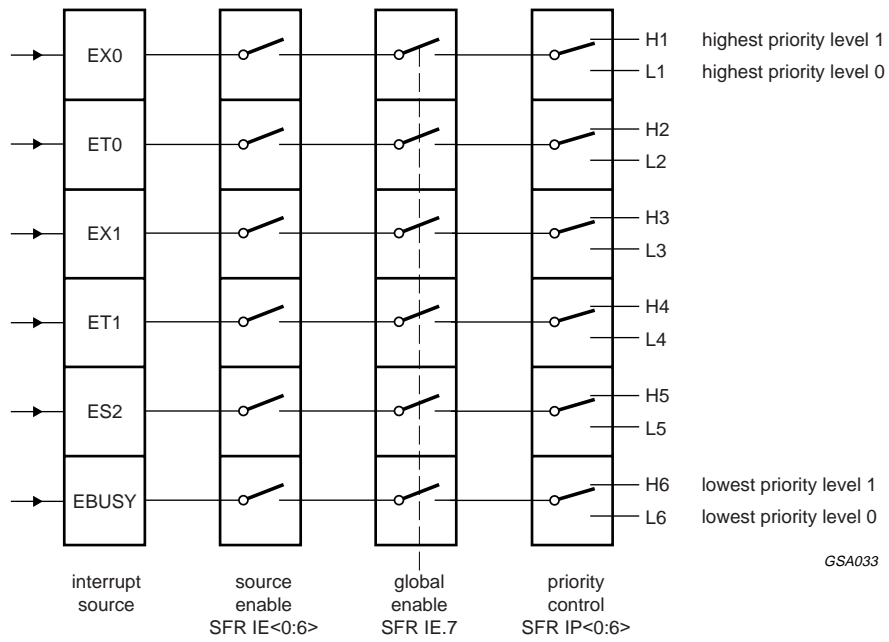 EX0
H1 highest priority level 1
L1 highest priority level 0
ET0
H2
L2
EX1
H3
L3
ET1
H4
L4
ES2
H5
L5
EBUSY
H6 lowest priority level 1
L6 lowest priority level 0
GSA033
interrupt
source
source
enable
SFR IE<0:6>
global
enable
SFR IE.7
priority
control
SFR IP<0:6>